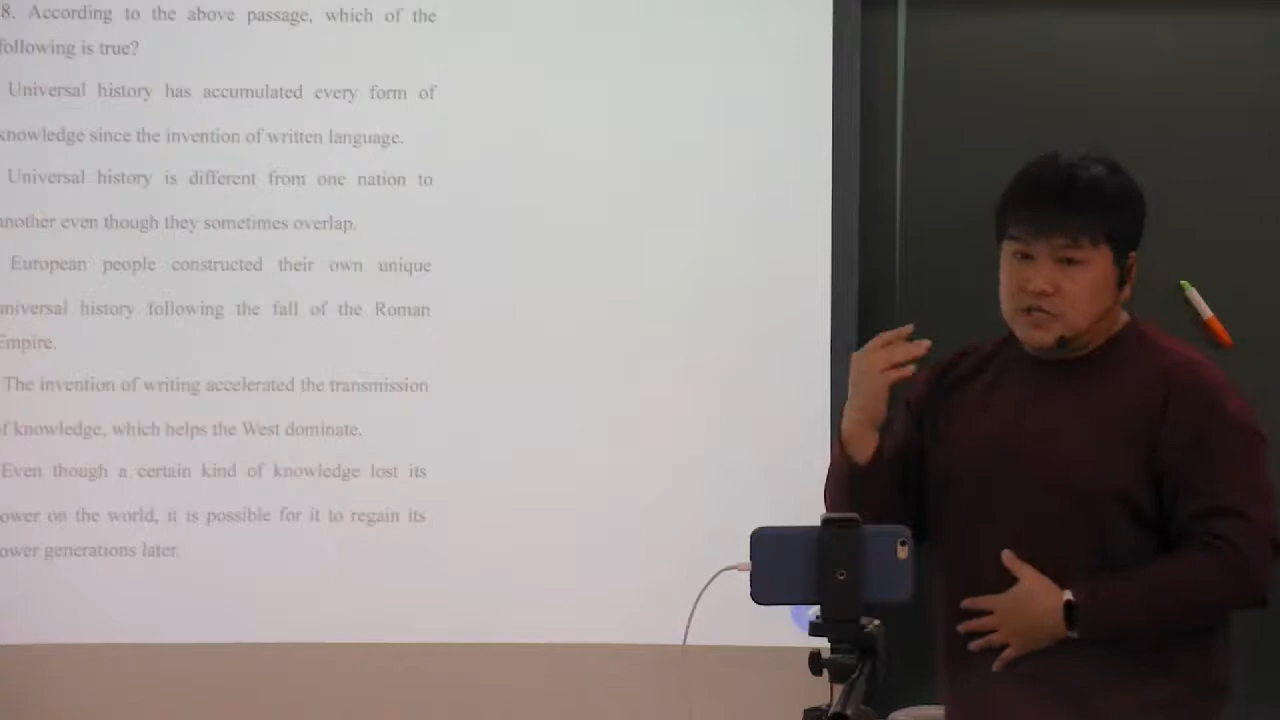 8. According to the above passage, which of the
following is true?
Universal history has accumulated every form of
knowledge since the invention of written language.
Universal history is different from one nation to
another even though they sometimes overlap.
European people constructed their own unique
universal history following the fall of the Roman
Empire.
The invention of writing accelerated the transmission
of knowledge, which helps the West dominate.
Even though a certain kind of knowledge lost its
ower on the world, it is possible for it to regain its
ower generations later.